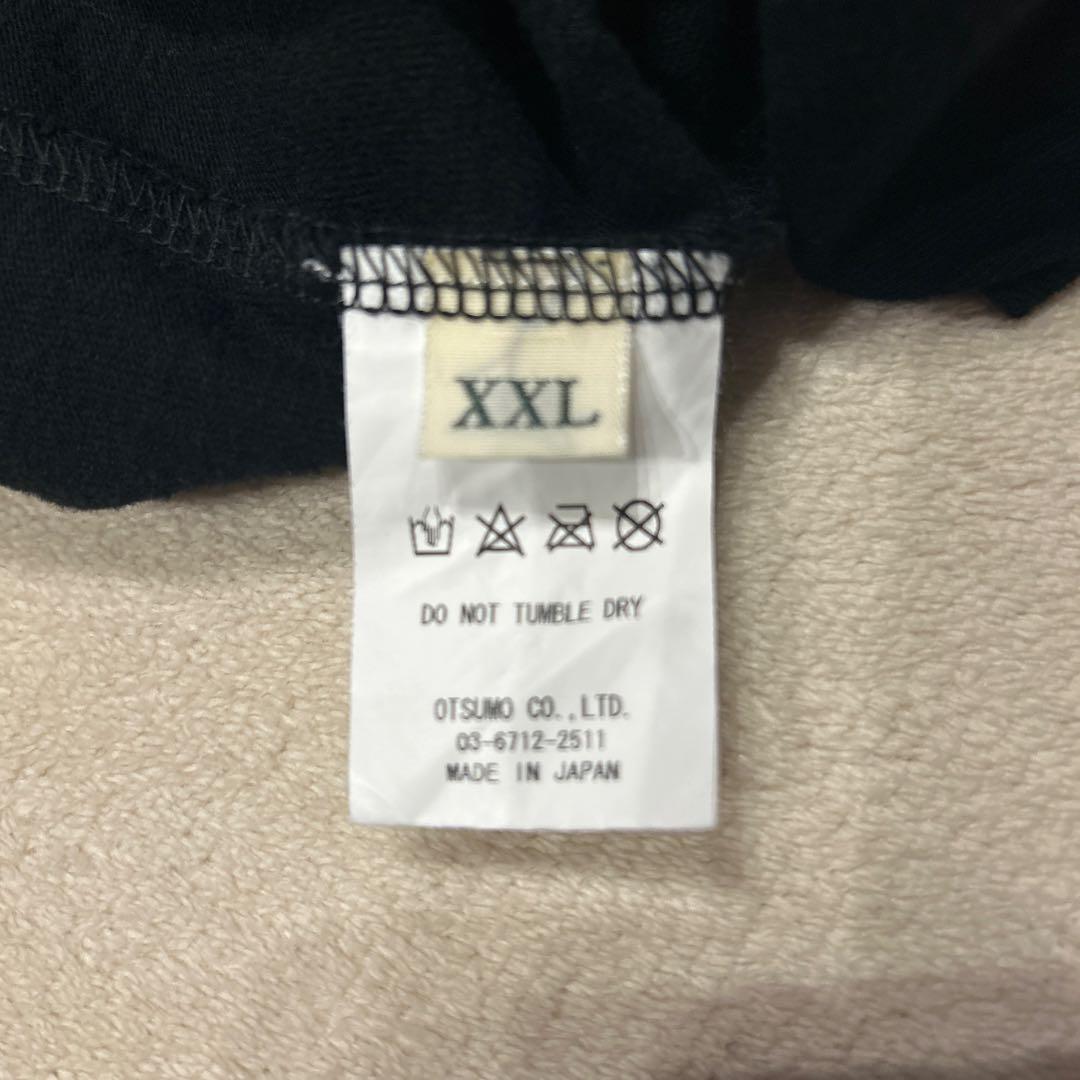 XXL
DO NOT TUMBLE DRY
OTSUMO CO.,LTD.
03-6712-2511
MADE IN JAPAN